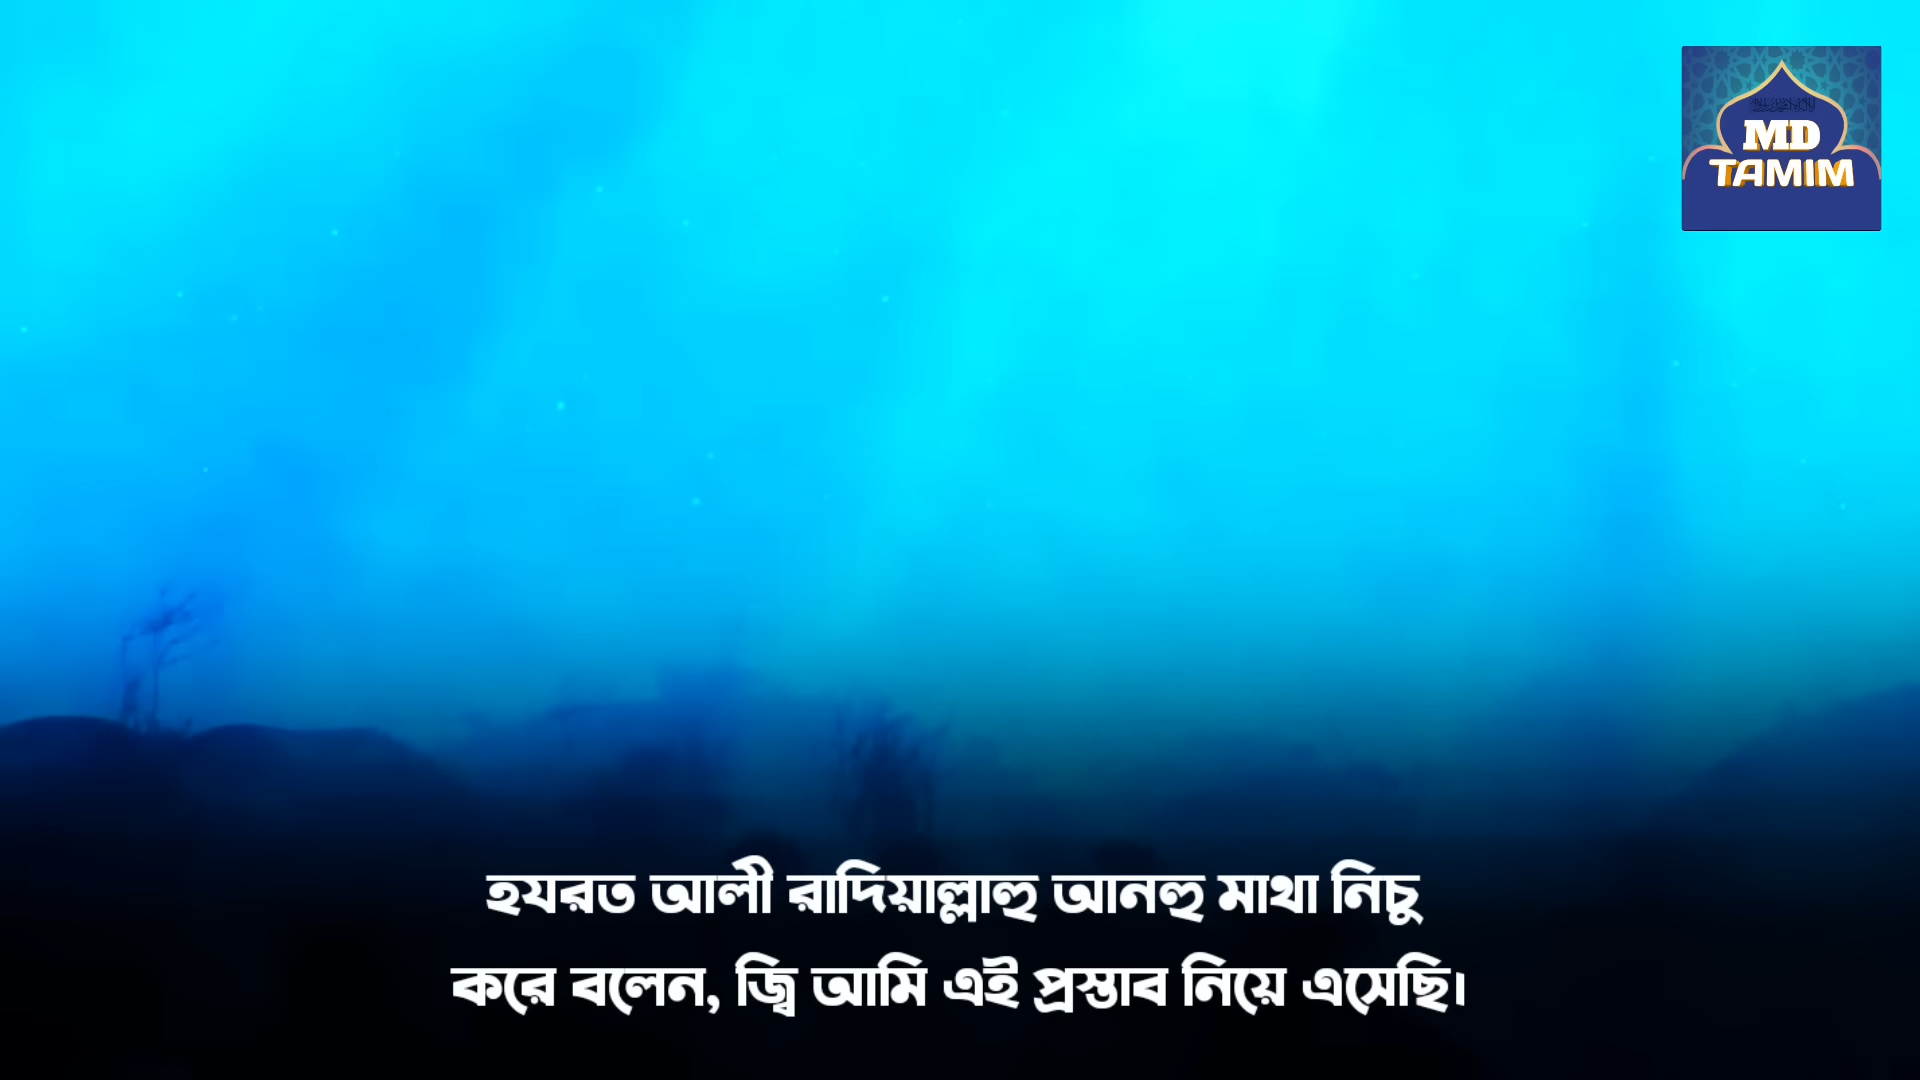 MD
TAMIM
হযরত আলী রাদিয়াল্লাহু আনহু মাথা নিচু
করে বলেন, জ্বি আমি এই প্রস্তাব নিয়ে এসেছি।